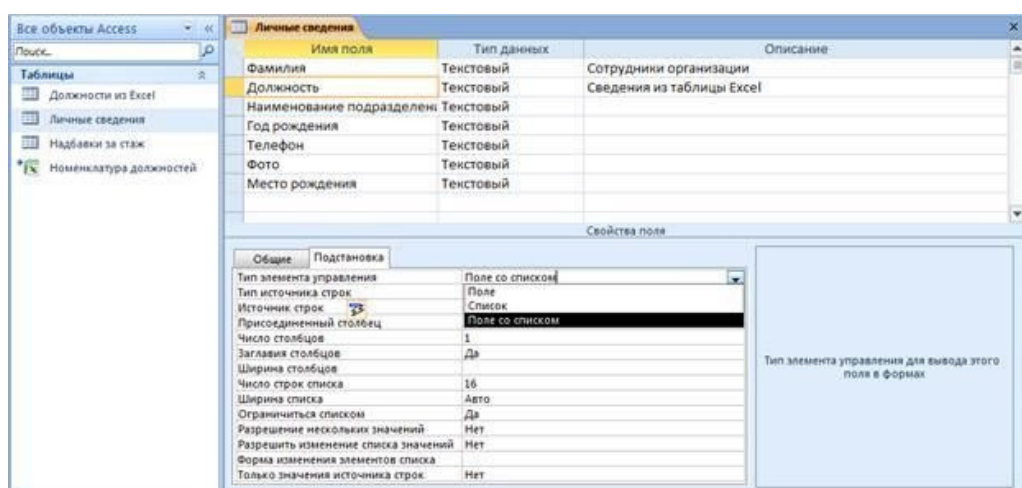 Все объекты Access
Поиск...
Таблицы
Должности из Excel
Личные сведения
Надбавки за стаж
Номенклатура должностей
Личные сведения
Имя поля Тип данных Описание
Фамилия Текстовый Сотрудники организации
Должность Текстовый Сведения из таблицы Excel
Наименование подразделени Текстовый
Год рождения Текстовый
Телефон Текстовый
Фото Текстовый
Место рождения Текстовый
Свойства поля
Общие Подстановка
Тип элемента управления Поле со списком
Тип источника строк Поле
Источник строк Список
Присоединенный столбец Поле со списком
Число столбцов 1
Заглавия столбцов Да
Ширина столбцов
Число строк списка 16
Ширина списка Авто
Ограничиться списком Да
Разрешение нескольких значений Нет
Разрешить изменение списка значений Нет
Форма изменения элементов списка
Только значения источника строк Нет
Тип элемента управления для вывода этого
поля в формах